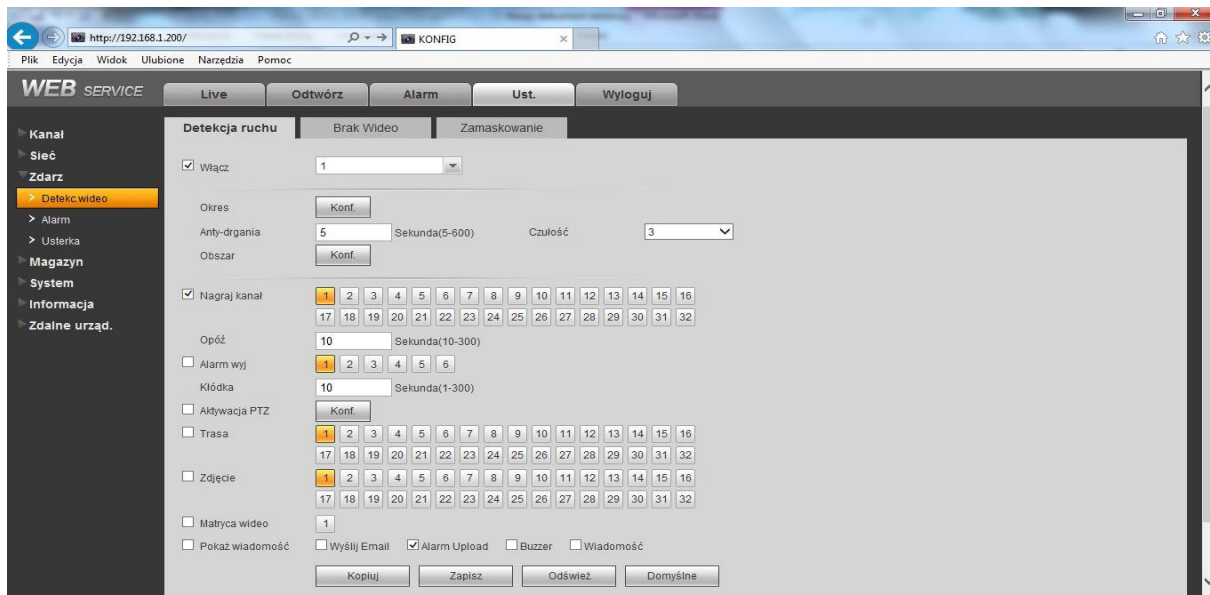 http://192.168.1.200/
KONFIG
Plik Edycja Widok Ulubione Narzędzia Pomoc
WEB SERVICE
Live Odtwórz Alarm Ust. Wyloguj
Kanał
Sieć
Zdarz
> Detekc.wideo
> Alarm
> Usterka
Magazyn
System
Informacja
Zdalne urząd.
Detekcja ruchu Brak Wideo Zamaskowanie
Włącz 1
Okres Konf.
Anty-drgania 5 Sekunda(5-600) Czułość 3
Obszar Konf.
Nagraj kanał 1 2 3 4 5 6 7 8 9 10 11 12 13 14 15 16
17 18 19 20 21 22 23 24 25 26 27 28 29 30 31 32
Opóź 10 Sekunda(10-300)
Alarm wyj 1 2 3 4 5 6
Kłódka 10 Sekunda(1-300)
Aktywacja PTZ Konf.
Trasa 1 2 3 4 5 6 7 8 9 10 11 12 13 14 15 16
17 18 19 20 21 22 23 24 25 26 27 28 29 30 31 32
Zdjęcie 1 2 3 4 5 6 7 8 9 10 11 12 13 14 15 16
17 18 19 20 21 22 23 24 25 26 27 28 29 30 31 32
Matryca wideo 1
Pokaż wiadomość Wyślij Email Alarm Upload Buzzer Wiadomość
Kopiuj Zapisz Odśwież Domyślne